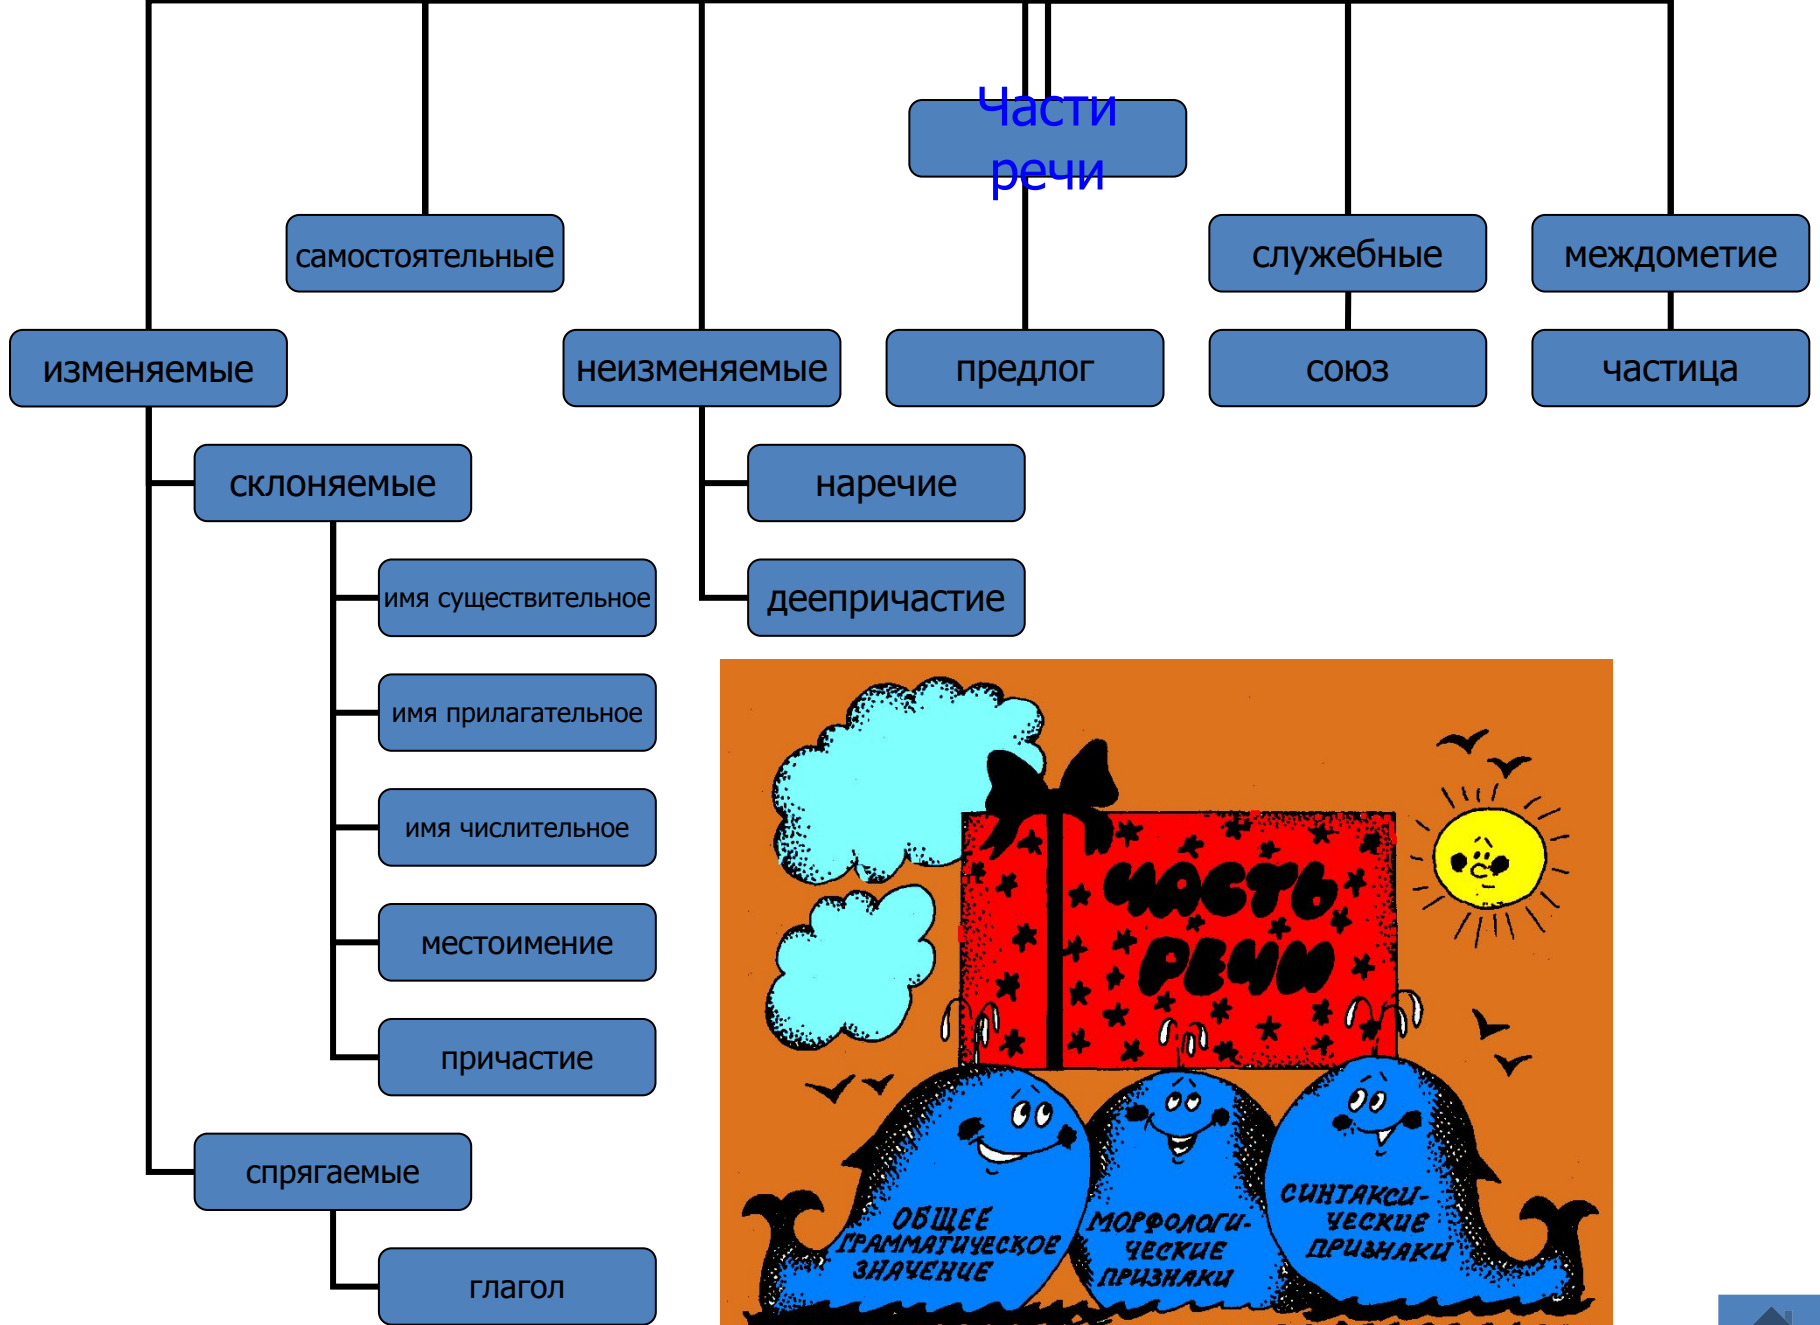 Части
речи
самостоятельные
служебные
междометие
изменяемые
неизменяемые
предлог
союз
частица
склоняемые
наречие
имя существительное
деепричастие
имя прилагательное
имя числительное
местоимение
причастие
спрягаемые
глагол
ЧАСТЬ
РЕЧИ
ОБЩЕЕ
ГРАММАТИЧЕСКОЕ
ЗНАЧЕНИЕ
МОРФОЛОГИ-
ЧЕСКИЕ
ПРИЗНАКИ
СИНТАКСИ-
ЧЕСКИЕ
ПРИЗНАКИ